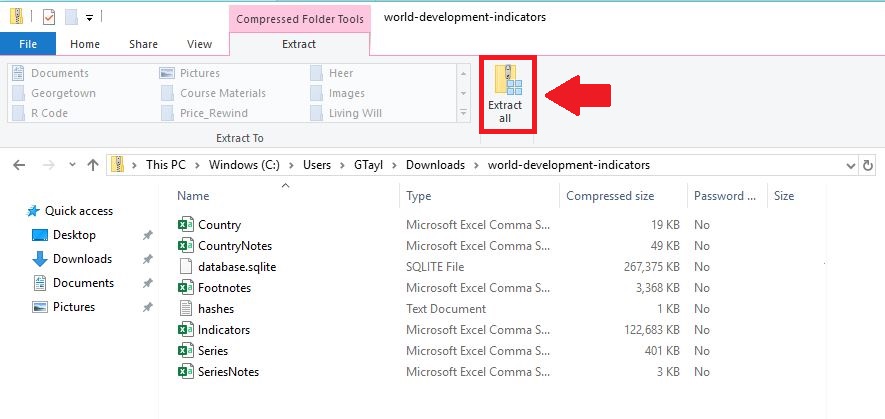 Compressed Folder Tools world-development-indicators
File Home Share View Extract
Documents Pictures Heer
Georgetown Course Materials Images
R Code Price_Rewind Living Will
Extract
all
Extract To
This PC > Windows (C:) > Users > GTayl > Downloads > world-development-indicators
Name Type Compressed size Password ... Size
Quick access
Desktop
Downloads
Documents
Pictures
Country Microsoft Excel Comma S... 19 KB No
CountryNotes Microsoft Excel Comma S... 49 KB No
database.sqlite SQLITE File 267,375 KB No
Footnotes Microsoft Excel Comma S... 3,368 KB No
hashes Text Document 1 KB No
Indicators Microsoft Excel Comma S... 122,683 KB No
Series Microsoft Excel Comma S... 401 KB No
SeriesNotes Microsoft Excel Comma S... 3 KB No